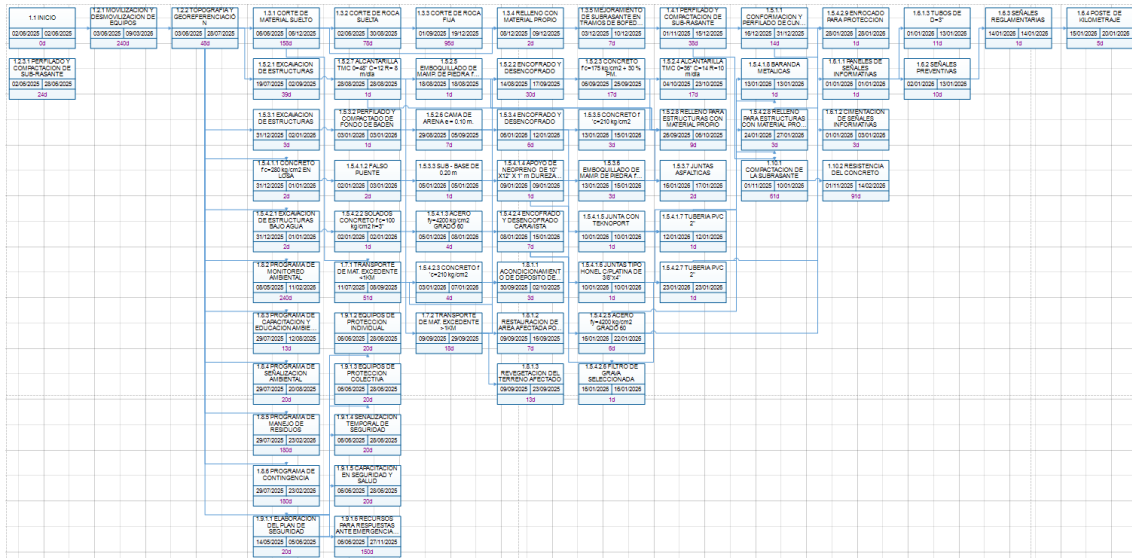 1.1 INICIO
02/06/2025 02/06/2025
0d
1.2.1 MOVILIZACION Y
DESMOVILIZACION DE
EQUIPOS
03/06/2025 09/03/2026
240d
1.2.2 TOPOGRAFIA Y
GEOREFERENCIACIO
N
03/06/2025 28/07/2025
48d
1.3.1 CORTE DE
MATERIAL SUELTO
06/06/2025 06/12/2025
158d
1.3.2 CORTE DE ROCA
SUELTA
02/06/2025 30/08/2025
78d
1.3.3 CORTE DE ROCA
FIJA
01/09/2025 19/12/2025
1.3.4 RELLENO CON
MATERIAL PROPIO
2d
1.3.5 MEJORAMIENTO
DE SUBRASANTE EN
TRAMOS DE BOFED...
03/12/2025 10/12/2025
7d
1.4.1 PERFILADO Y
COMPACTACION DE
SUB-RASANTE
01/11/2025 15/12/2025
38d
1.5.1.1
CONFORMACION Y
PERFILADO DE CUN...
16/12/2025 31/12/2025
14d
1.5.4.2.9 ENROCADO
PARA PROTECCION
28/01/2026 28/01/2026
1d
1.6.1.3 TUBOS DE
D=3"
01/01/2026 13/01/2026
11d
1.6.3 SEÑALES
REGLAMENTARIAS
14/01/2026 14/01/2026
1d
1.6.4 POSTE DE
KILOMETRAJE
15/01/2026 20/01/2026
5d
1.2.3.1 PERFILADO Y
COMPACTACION DE
SUB-RASANTE
02/06/2025 28/06/2025
24d
1.5.2.1 EXCAVACION
DE ESTRUCTURAS
19/07/2025 02/09/2025
39d
1.5.2.7 ALCANTARILLA
28/08/2025 28/08/2025
1d
1.5.2.5
EMBOQUILLADO DE
MAMP. DE PIEDRA f...
1d
1.5.2.2 ENCOFRADO Y
DESENCOFRADO
14/08/2025 17/09/2025
30d
1.5.2.3 CONCRETO
05/09/2025 25/09/2025
17d
1.5.2.4 ALCANTARILLA
04/10/2025 23/10/2025
17d
1.5.4.1.8 BARANDA
METALICAS
13/01/2026 13/01/2026
1d
1.6.1.1 PANELES DE
SEÑALES
INFORMATIVAS
01/01/2026 01/01/2026
1d
1.6.2 SEÑALES
PREVENTIVAS
02/01/2026 13/01/2026
10d
1.5.3.1 EXCAVACION
DE ESTRUCTURAS
31/12/2025 02/01/2026
3d
1.5.3.2 PERFILADO Y
COMPACTADO DE
FONDO DE BADEN
03/01/2026 03/01/2026
1d
1.5.2.6 CAMA DE
ARENA e = 0.10 m.
29/08/2025 05/09/2025
7d
1.5.3.4 ENCOFRADO Y
DESENCOFRADO
06/01/2026 12/01/2026
6d
1.5.3.5 CONCRETO f
'c=210 kg/cm2
13/01/2026 15/01/2026
3d
1.5.2.8 RELLENO PARA
ESTRUCTURAS CON
MATERIAL PROPIO
26/09/2025 06/10/2025
9d
1.5.4.2.8 RELLENO
PARA ESTRUCTURAS
CON MATERIAL PRO...
24/01/2026 27/01/2026
3d
1.6.1.2 CIMENTACION
DE SEÑALES
INFORMATIVAS
01/01/2026 03/01/2026
3d
1.5.4.1.1 CONCRETO
f'c=280 kg/cm2 EN
LOSA
31/12/2025 01/01/2026
2d
1.5.4.1.2 FALSO
PUENTE
02/01/2026 03/01/2026
2d
1.5.3.3 SUB - BASE DE
0.20 m
05/01/2026 05/01/2026
1d
1.5.4.1.4 APOYO DE
NEOPRENO DE 10"
X12" X 1" m DUREZA...
09/01/2026 09/01/2026
1d
1.5.3.6
EMBOQUILLADO DE
MAMP. DE PIEDRA f'...
13/01/2026 15/01/2026
3d
1.5.3.7 JUNTAS
ASFALTICAS
16/01/2026 17/01/2026
2d
1.10.1
COMPACTACION DE
LA SUBRASANTE
01/11/2025 10/01/2026
61d
1.10.2 RESISTENCIA
DEL CONCRETO
01/11/2025 14/02/2026
91d
1.5.4.2.1 EXCAVACION
DE ESTRUCTURAS
BAJO AGUA
31/12/2025 01/01/2026
2d
1.5.4.2.2 SOLADOS
CONCRETO f'c=100
kg/cm2 h=3"
02/01/2026 02/01/2026
1d
1.5.4.1.3 ACERO
fy=4200 kg/cm2
GRADO 60
05/01/2026 08/01/2026
4d
1.5.4.2.4 ENCOFRADO
Y DESENCOFRADO
CARAVISTA
08/01/2026 15/01/2026
7d
1.5.4.1.5 JUNTA CON
TEKNOPORT
10/01/2026 10/01/2026
1d
1.5.4.1.7 TUBERIA PVC
2"
12/01/2026 12/01/2026
1d
1.8.2 PROGRAMA DE
MONITOREO
AMBIENTAL
08/05/2025 11/02/2026
240d
1.7.1 TRANSPORTE
DE MAT. EXCEDENTE
<1KM
11/07/2025 08/09/2025
51d
1.5.4.2.3 CONCRETO f
'c=210 kg/cm2
03/01/2026 07/01/2026
4d
1.8.1.1
ACONDICIONAMIENT
O DE DEPOSITO DE...
30/09/2025 02/10/2025
3d
1.5.4.1.6 JUNTAS TIPO
10/01/2026 10/01/2026
1d
1.5.4.2.7 TUBERIA PVC
2"
23/01/2026 23/01/2026
1d
1.8.3 PROGRAMA DE
CAPACITACION Y
EDUCACION AMBIE...
29/07/2025 12/08/2025
13d
1.9.1.2 EQUIPOS DE
PROTECCION
INDIVIDUAL
06/06/2025 28/06/2025
20d
1.7.2 TRANSPORTE
DE MAT. EXCEDENTE
>1KM
09/09/2025 29/09/2025
18d
1.8.1.2
RESTAURACION DE
AREA AFECTADA PO...
09/09/2025 16/09/2025
7d
1.5.4.2.5 ACERO
fy=4200 kg/cm2
GRADO 60
16/01/2026 22/01/2026
6d
1.8.4 PROGRAMA DE
SEÑALIZACION
AMBIENTAL
29/07/2025 20/08/2025
20d
1.9.1.3 EQUIPOS DE
PROTECCION
COLECTIVA
06/06/2025 28/06/2025
20d
1.8.1.3
REVEGETACION DEL
TERRENO AFECTADO
09/09/2025 23/09/2025
13d
1.5.4.2.6 FILTRO DE
GRAVA
SELECCIONADA
16/01/2026 16/01/2026
1d
1.8.5 PROGRAMA DE
MANEJO DE
RESIDUOS
29/07/2025 23/02/2026
180d
1.9.1.4 SEÑALIZACION
TEMPORAL DE
SEGURIDAD
06/06/2025 28/06/2025
20d
1.8.6 PROGRAMA DE
CONTINGENCIA
29/07/2025 23/02/2026
180d
1.9.1.5 CAPACITACION
EN SEGURIDAD Y
SALUD
06/06/2025 28/06/2025
20d
1.9.1.1 ELABORACION
DEL PLAN DE
SEGURIDAD
14/05/2025 05/06/2025
20d
1.9.1.6 RECURSOS
PARA RESPUESTAS
ANTE EMERGENCIA...
06/06/2025 27/11/2025
150d